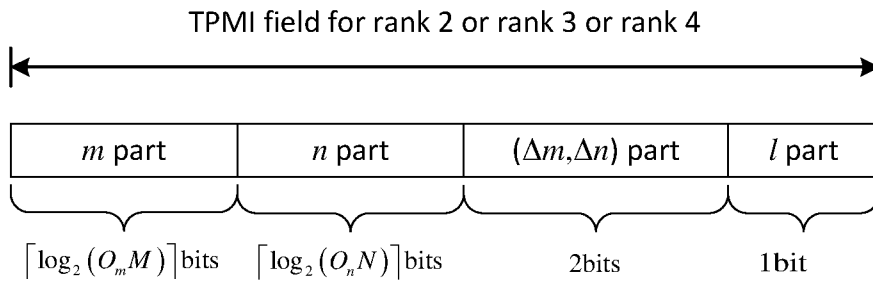 TPMI field for rank 2 or rank 3 or rank 4
m part n part (Δm,Δn) part l part
⌈log₂(OₘM)⌉bits ⌈log₂(OₙN)⌉bits 2bits 1bit